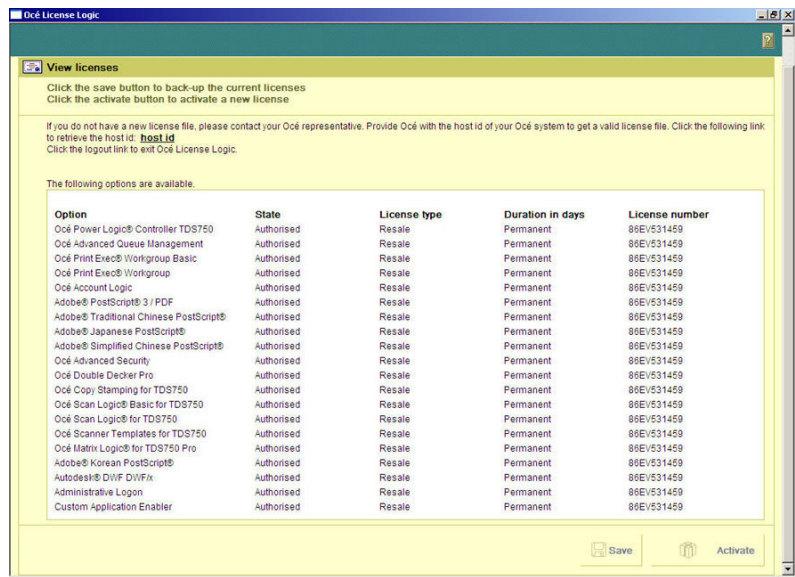 Océ License Logic
View licenses
Click the save button to back-up the current licenses
Click the activate button to activate a new license
If you do not have a new license file, please contact your Océ representative. Provide Océ with the host id of your Océ system to get a valid license file. Click the following link
to retrieve the host id: host id
Click the logout link to exit Océ License Logic.
The following options are available.
Option State License type Duration in days License number
Océ Power Logic® Controller TDS750 Authorised Resale Permanent 86EV531459
Océ Advanced Queue Management Authorised Resale Permanent 86EV531459
Océ Print Exec® Workgroup Basic Authorised Resale Permanent 86EV531459
Océ Print Exec® Workgroup Authorised Resale Permanent 86EV531459
Océ Account Logic Authorised Resale Permanent 86EV531459
Adobe® PostScript® 3 / PDF Authorised Resale Permanent 86EV531459
Adobe® Traditional Chinese PostScript® Authorised Resale Permanent 86EV531459
Adobe® Japanese PostScript® Authorised Resale Permanent 86EV531459
Adobe® Simplified Chinese PostScript® Authorised Resale Permanent 86EV531459
Océ Advanced Security Authorised Resale Permanent 86EV531459
Océ Double Decker Pro Authorised Resale Permanent 86EV531459
Océ Copy Stamping for TDS750 Authorised Resale Permanent 86EV531459
Océ Scan Logic® Basic for TDS750 Authorised Resale Permanent 86EV531459
Océ Scan Logic® for TDS750 Authorised Resale Permanent 86EV531459
Océ Scanner Templates for TDS750 Authorised Resale Permanent 86EV531459
Océ Matrix Logic® for TDS750 Pro Authorised Resale Permanent 86EV531459
Adobe® Korean PostScript® Authorised Resale Permanent 86EV531459
Autodesk® DWF DWF/x Authorised Resale Permanent 86EV531459
Administrative Logon Authorised Resale Permanent 86EV531459
Custom Application Enabler Authorised Resale Permanent 86EV531459
Save Activate